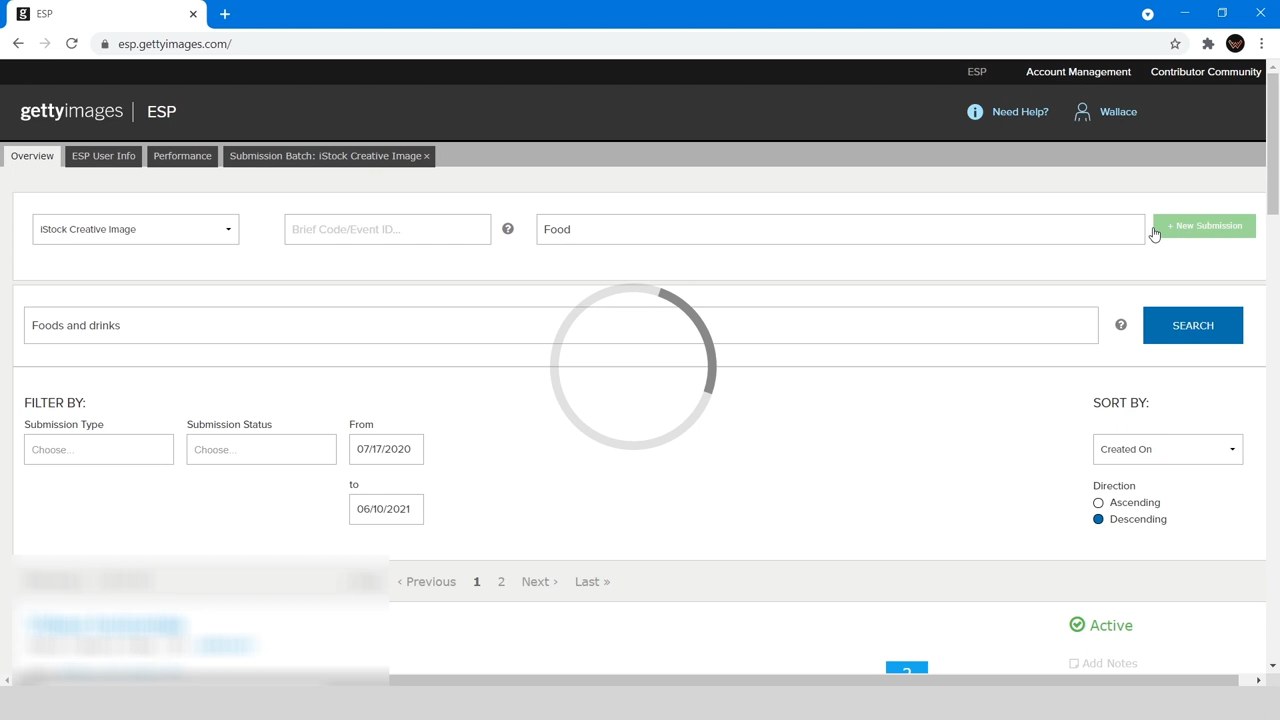 ESP
esp.gettyimages.com/
ESP Account Management Contributor Community
gettyimages ESP
Need Help? Wallace
Overview ESP User Info Performance Submission Batch: iStock Creative Image ×
iStock Creative Image Brief Code/Event ID... Food + New Submission
Foods and drinks SEARCH
FILTER BY: SORT BY:
Submission Type Submission Status From
Choose... Choose... 07/17/2020 Created On
to Direction
Ascending
06/10/2021
Descending
‹ Previous 1 2 Next › Last »
Active
Add Notes